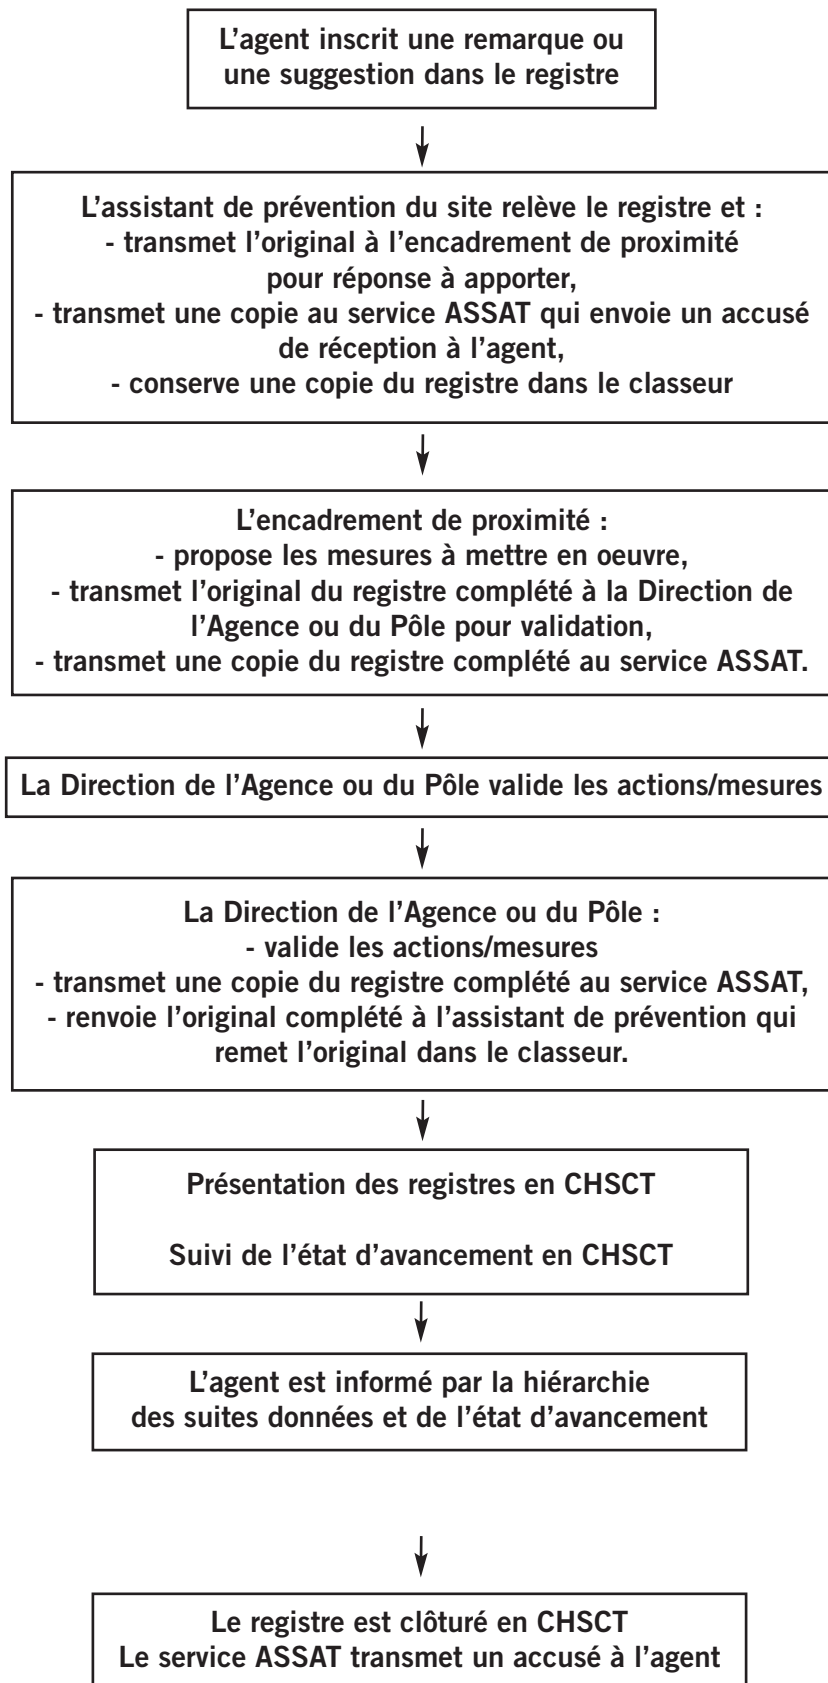 L'agent inscrit une remarque ou
une suggestion dans le registre
L'assistant de prévention du site relève le registre et :
- transmet l'original à l'encadrement de proximité
pour réponse à apporter,
- transmet une copie au service ASSAT qui envoie un accusé
de réception à l'agent,
- conserve une copie du registre dans le classeur
L'encadrement de proximité :
- propose les mesures à mettre en oeuvre,
- transmet l'original du registre complété à la Direction de
l'Agence ou du Pôle pour validation,
- transmet une copie du registre complété au service ASSAT.
La Direction de l'Agence ou du Pôle valide les actions/mesures
La Direction de l'Agence ou du Pôle :
- valide les actions/mesures
- transmet une copie du registre complété au service ASSAT,
- renvoie l'original complété à l'assistant de prévention qui
remet l'original dans le classeur.
Présentation des registres en CHSCT
Suivi de l'état d'avancement en CHSCT
L'agent est informé par la hiérarchie
des suites données et de l'état d'avancement
Le registre est clôturé en CHSCT
Le service ASSAT transmet un accusé à l'agent